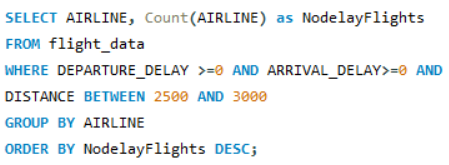 SELECT AIRLINE, Count(AIRLINE) as NodelayFlights
FROM flight_data
WHERE DEPARTURE_DELAY >=0 AND ARRIVAL_DELAY>=0 AND
DISTANCE BETWEEN 2500 AND 3000
GROUP BY AIRLINE
ORDER BY NodelayFlights DESC;